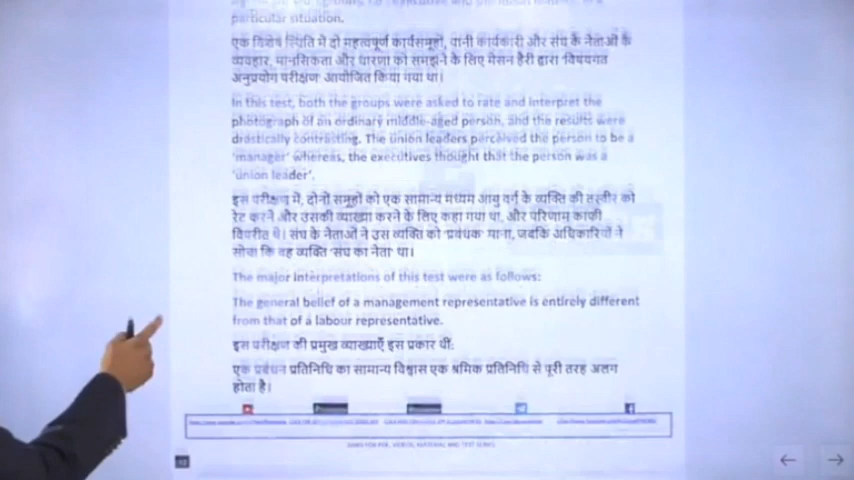 particular situation.
एक विशेष स्थिति में दो महत्वपूर्ण कार्यसमूहों, यानी कार्यकारी और संघ के नेताओं के
व्यवहार, मानसिकता और धारणा को समझने के लिए मैसन हैरी द्वारा 'विषयगत
अनुप्रयोग परीक्षण' आयोजित किया गया था।
In this test, both the groups were asked to rate and interpret the
photograph of an ordinary middle-aged person, and the results were
drastically contrasting. The union leaders perceived the person to be a
'manager' whereas, the executives thought that the person was a
'union leader'.
इस परीक्षण में, दोनों समूहों को एक सामान्य मध्यम आयु वर्ग के व्यक्ति की तस्वीर को
रेट करने और उसकी व्याख्या करने के लिए कहा गया था, और परिणाम काफी
विपरीत थे। संघ के नेताओं ने उस व्यक्ति को 'प्रबंधक' माना, जबकि अधिकारियों ने
सोचा कि वह व्यक्ति 'संघ का नेता' था।
The major interpretations of this test were as follows:
The general belief of a management representative is entirely different
from that of a labour representative.
इस परीक्षण की प्रमुख व्याख्याएँ इस प्रकार थीं:
एक प्रबंधन प्रतिनिधि का सामान्य विश्वास एक श्रमिक प्रतिनिधि से पूरी तरह अलग
होता है।